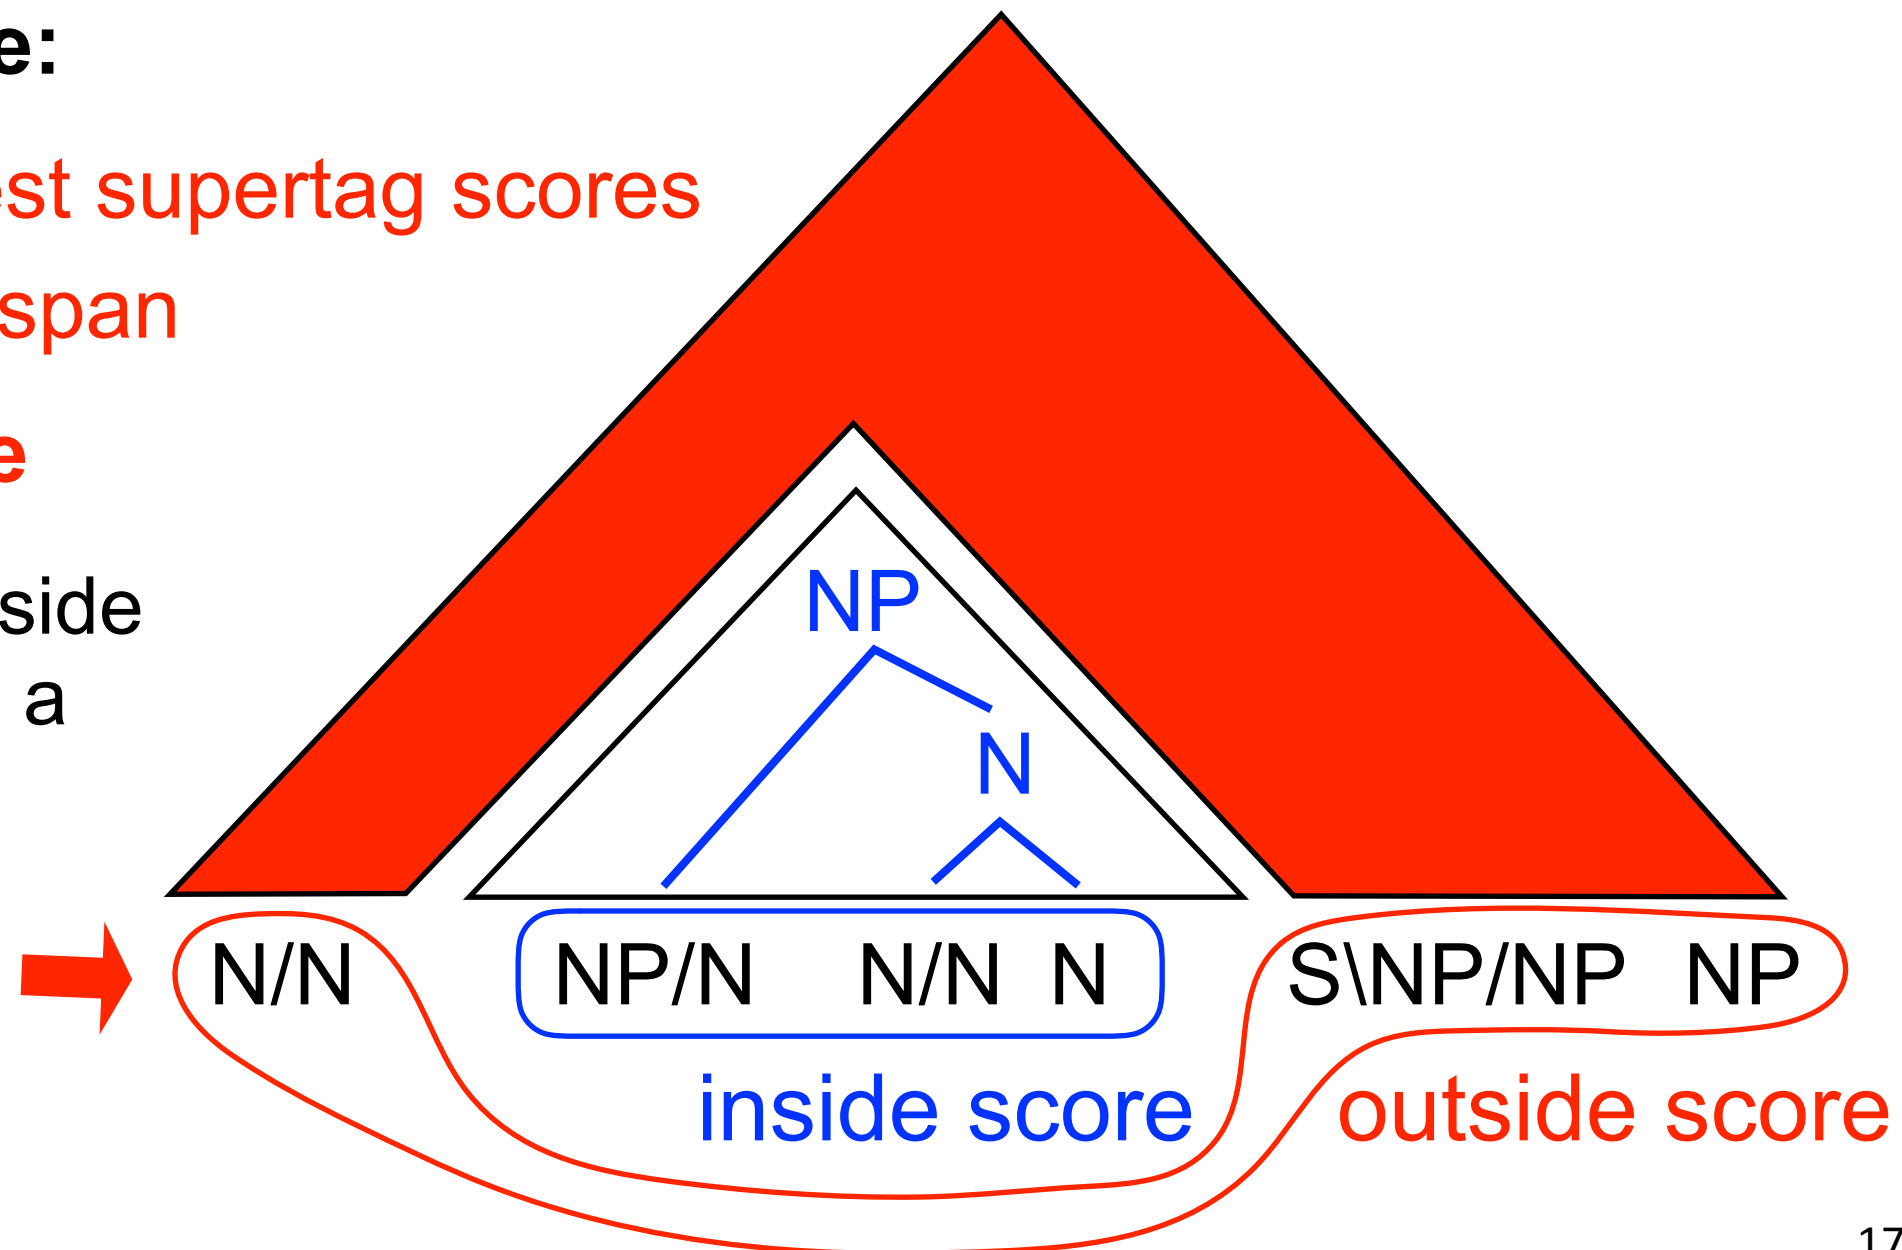 e:
est supertag scores
span
e
side
a
NP
N
N/N NP/N N/N N S\NP/NP NP
inside score outside score
17